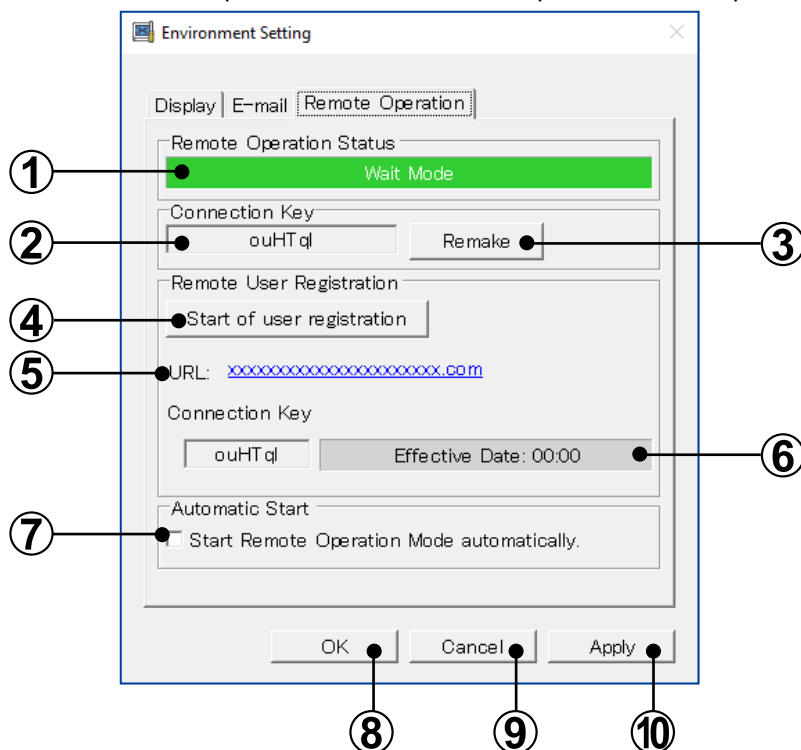 Environment Setting
Display E-mail Remote Operation
Remote Operation Status
① Wait Mode
Connection Key
② ouHTql Remake ③
Remote User Registration
④ Start of user registration
⑤ URL: xxxxxxxxxxxxxxxxxxxxxx.com
Connection Key
ouHTql Effective Date: 00:00 ⑥
Automatic Start
⑦ Start Remote Operation Mode automatically.
OK Cancel Apply
⑧ ⑨ ⑩